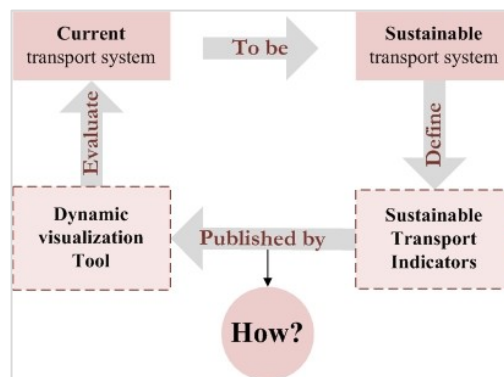 Current
transport system
To be
Sustainable
transport system
Evaluate
Define
Dynamic
visualization
Tool
Published by
Sustainable
Transport
Indicators
How?